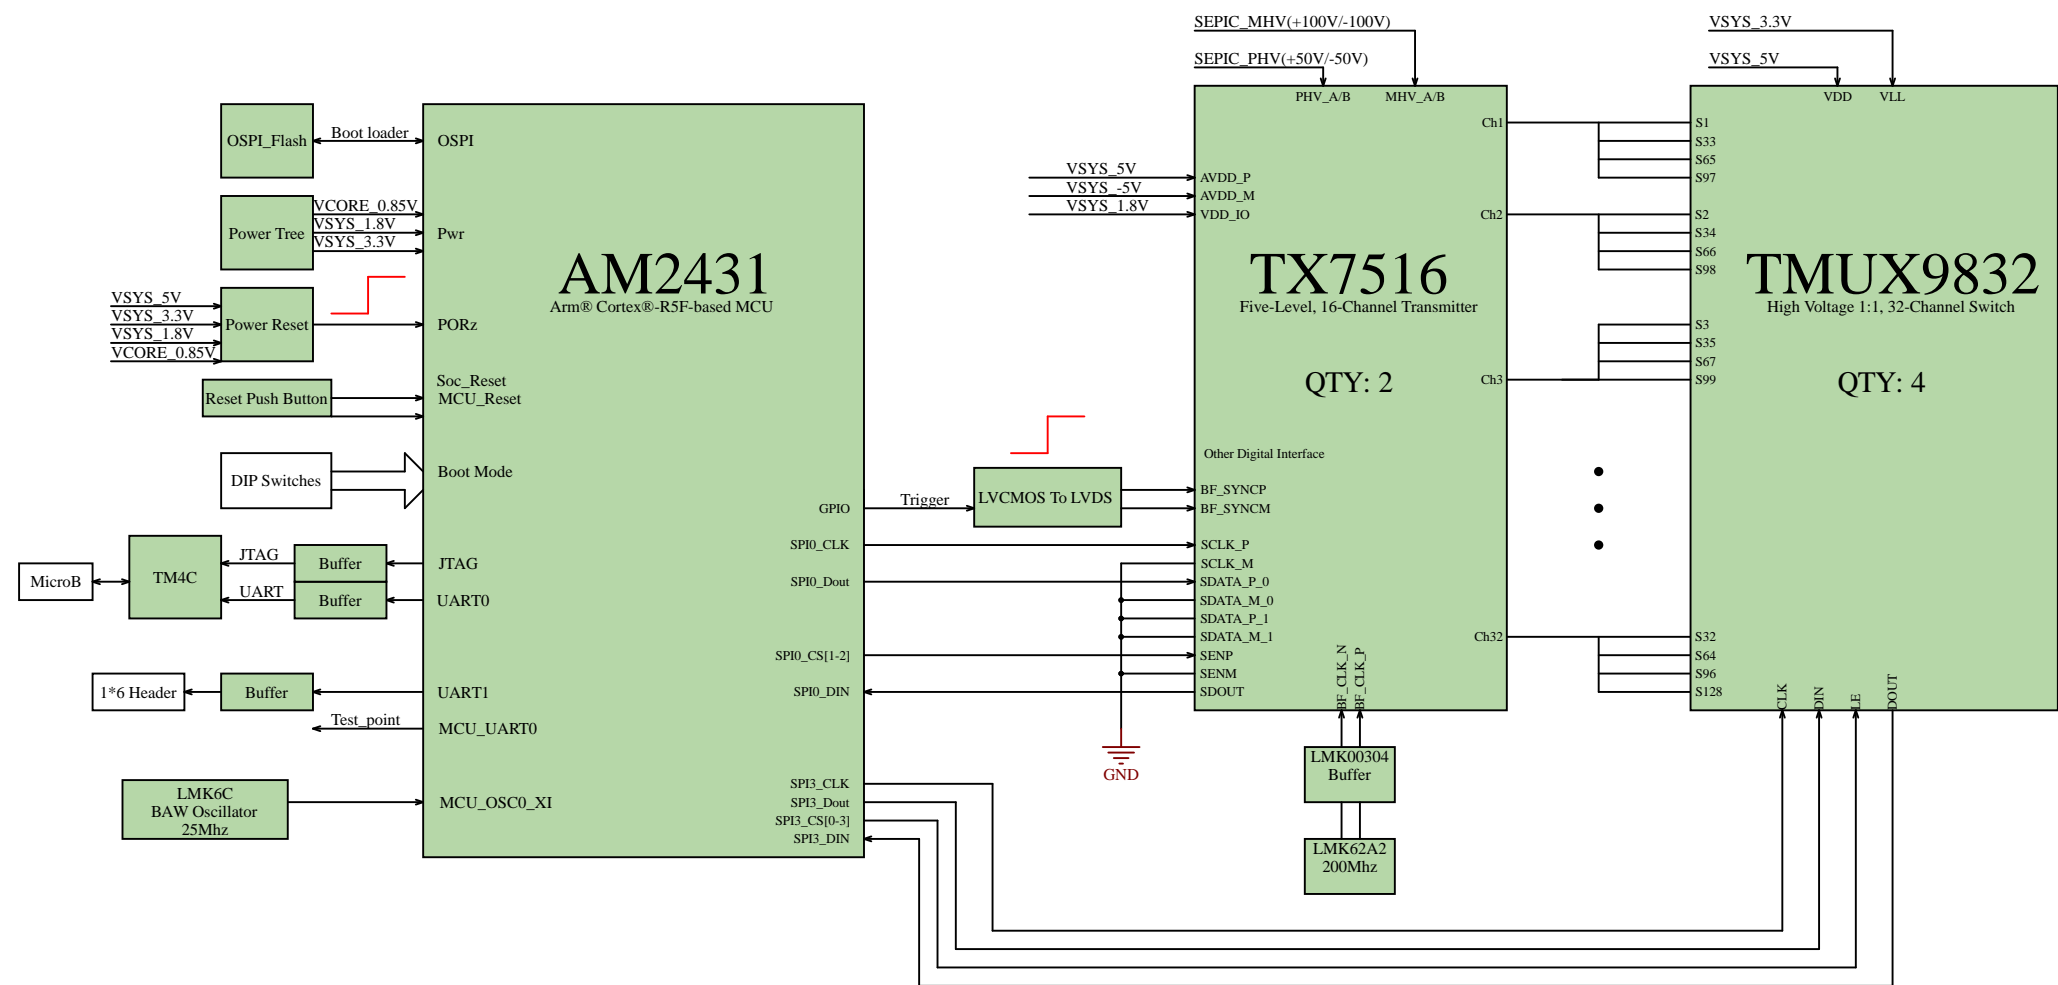 SEPIC_MHV(+100V/-100V)
SEPIC_PHV(+50V/-50V)
VSYS_3.3V
VSYS_5V
OSPI_Flash
Boot loader
OSPI
Power Tree
VCORE_0.85V
VSYS_1.8V
VSYS_3.3V
Pwr
VSYS_5V
VSYS_3.3V
VSYS_1.8V
VCORE_0.85V
Power Reset
PORz
Reset Push Button
Soc_Reset
MCU_Reset
DIP Switches
Boot Mode
MicroB
TM4C
JTAG
UART
Buffer
Buffer
JTAG
UART0
1*6 Header
Buffer
UART1
Test_point
MCU_UART0
LMK6C
BAW Oscillator
25Mhz
MCU_OSC0_XI
AM2431
Arm® Cortex®-R5F-based MCU
GPIO
SPI0_CLK
SPI0_Dout
SPI0_CS[1-2]
SPI0_DIN
SPI3_CLK
SPI3_Dout
SPI3_CS[0-3]
SPI3_DIN
Trigger
LVCMOS To LVDS
VSYS_5V
VSYS_-5V
VSYS_1.8V
GND
PHV_A/B
MHV_A/B
AVDD_P
AVDD_M
VDD_IO
TX7516
Five-Level, 16-Channel Transmitter
QTY: 2
Other Digital Interface
BF_SYNCP
BF_SYNCM
SCLK_P
SCLK_M
SDATA_P_0
SDATA_M_0
SDATA_P_1
SDATA_M_1
SENP
SENM
SDOUT
BF_CLK_N
BF_CLK_P
LMK00304
Buffer
LMK62A2
200Mhz
Ch1
Ch2
Ch3
Ch32
VDD
VLL
S1
S33
S65
S97
S2
S34
S66
S98
TMUX9832
High Voltage 1:1, 32-Channel Switch
S3
S35
S67
S99
QTY: 4
S32
S64
S96
S128
CLK
DIN
LE
DOUT